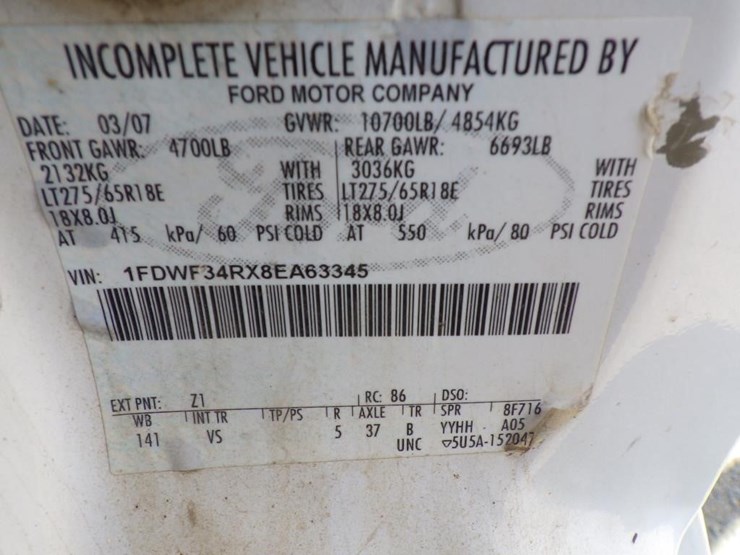 INCOMPLETE VEHICLE MANUFACTURED BY
FORD MOTOR COMPANY
DATE: 03/07 GVWR: 10700LB/ 4854KG
FRONT GAWR: 4700LB REAR GAWR: 6693LB
2132KG WITH 3036KG WITH
LT275/65R18E TIRES LT275/65R18E TIRES
18X8.0J RIMS 18X8.0J RIMS
AT 415 kPa/ 60 PSI COLD AT 550 kPa/ 80 PSI COLD
VIN: 1FDWF34RX8EA63345
EXT PNT: Z1 RC: 86 DSO:
WB INT TR TP/PS R AXLE TR SPR 8F716
141 VS 5 37 B YYHH A05
UNC ▽5U5A-152047